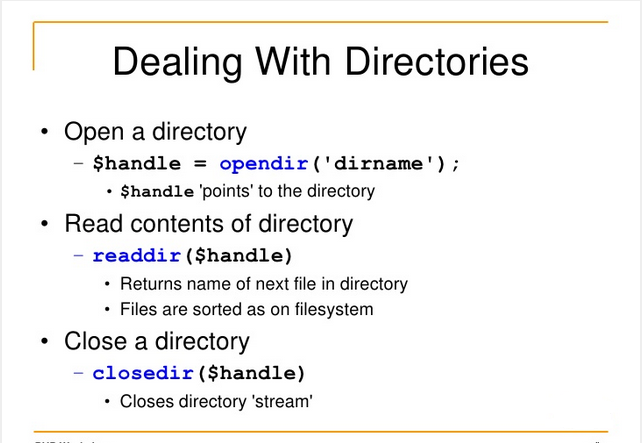 Dealing With Directories
• Open a directory
– $handle = opendir('dirname');
• $handle 'points' to the directory
• Read contents of directory
– readdir($handle)
• Returns name of next file in directory
• Files are sorted as on filesystem
• Close a directory
– closedir($handle)
• Closes directory 'stream'